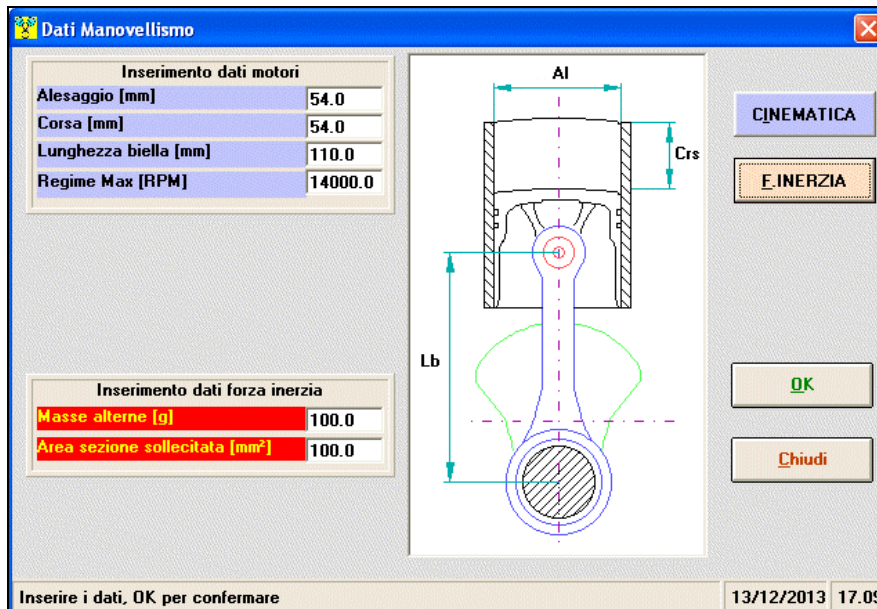 Dati Manovellismo
Inserimento dati motori
Alesaggio [mm] 54.0
Corsa [mm] 54.0
Lunghezza biella [mm] 110.0
Regime Max [RPM] 14000.0
Al
Crs
Lb
CINEMATICA
F.INERZIA
Inserimento dati forza inerzia
Masse alterne [g] 100.0
Area sezione sollecitata [mm²] 100.0
OK
Chiudi
Inserire i dati, OK per confermare 13/12/2013 17.09